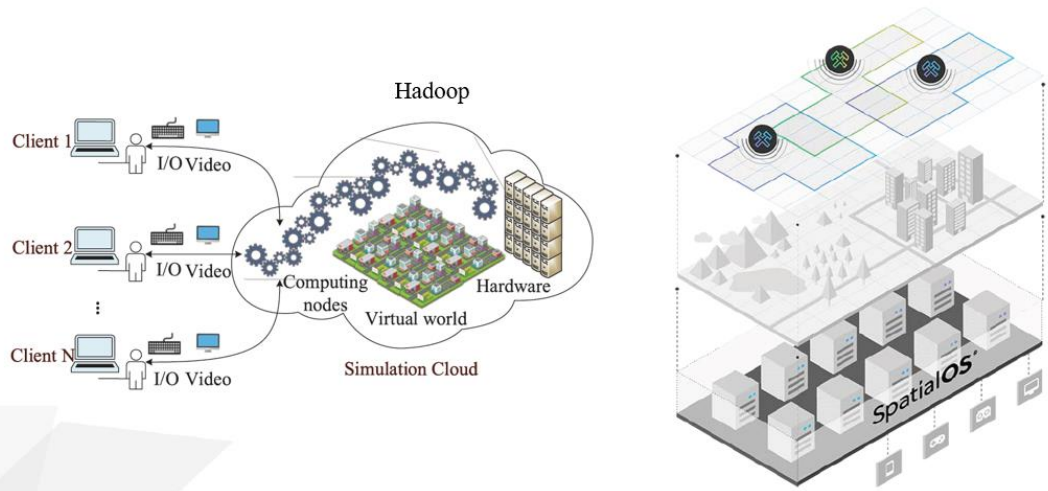 Hadoop
Client 1
I/O Video
Client 2
I/O Video
Computing
nodes
Hardware
Virtual world
Client N
I/O Video
Simulation Cloud
SpatialOS